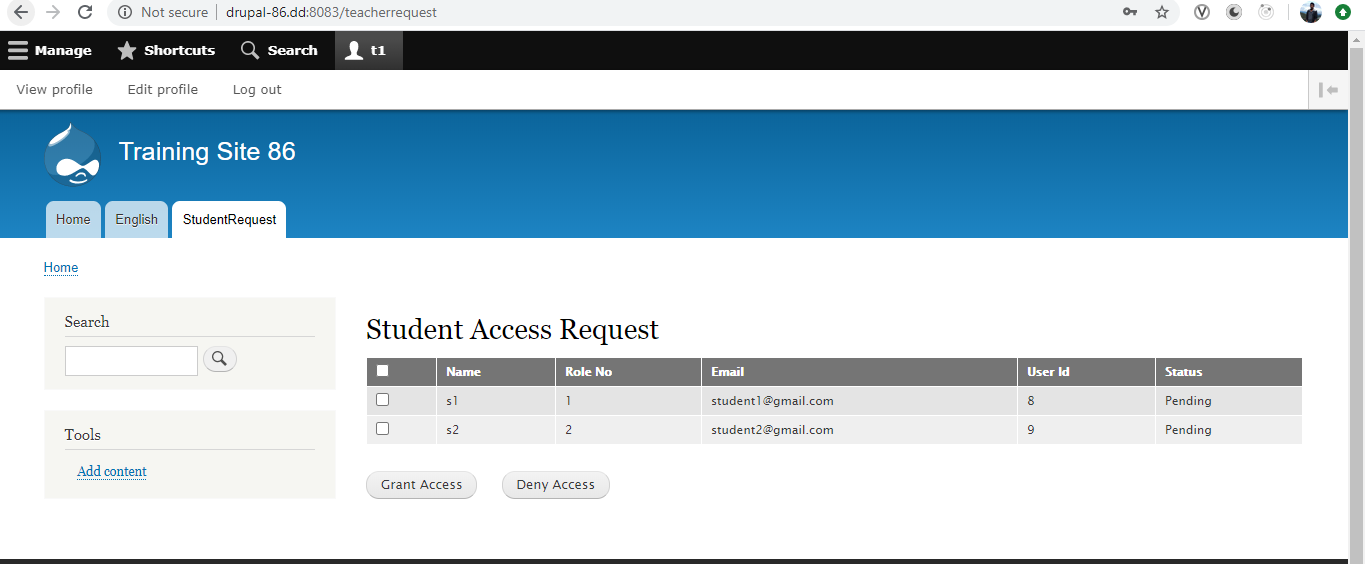 Not secure | drupal-86.dd:8083/teacherrequest
Manage Shortcuts Search t1
View profile Edit profile Log out
Training Site 86
Home English StudentRequest
Home
Search
Tools
Add content
Student Access Request
Name Role No Email User Id Status
s1 1 student1@gmail.com 8 Pending
s2 2 student2@gmail.com 9 Pending
Grant Access Deny Access